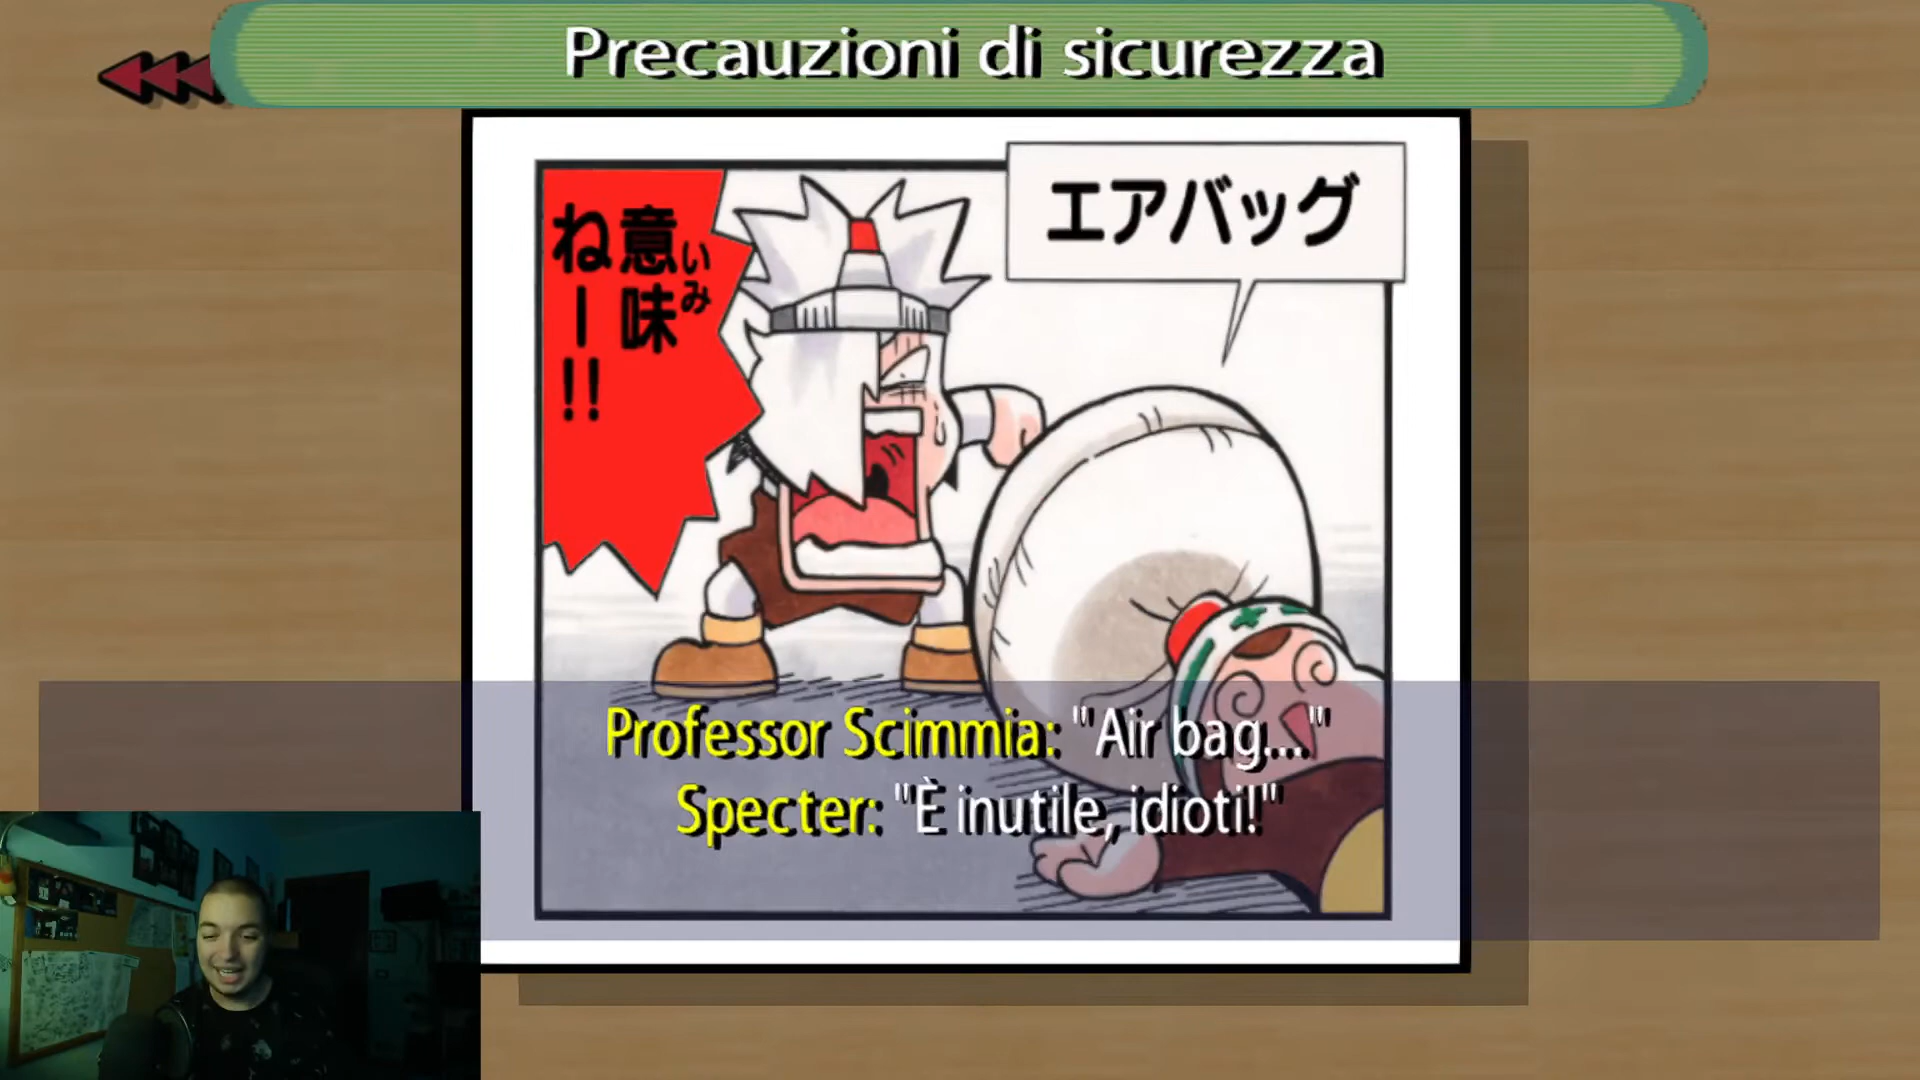 Precauzioni di sicurezza
エアバッグ
意味
いみ
ねー!!
Professor Scimmia: "Air bag..."
Specter: "È inutile, idioti!"